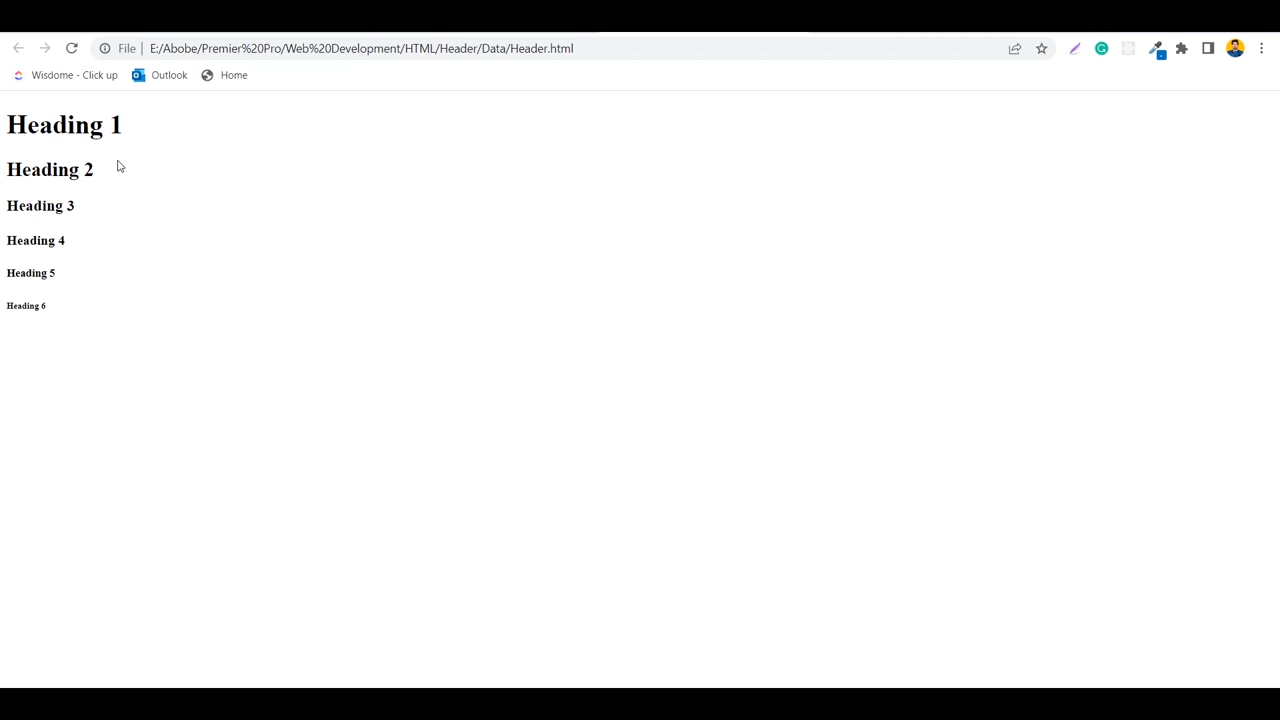 File E:/Abobe/Premier%20Pro/Web%20Development/HTML/Header/Data/Header.html
Wisdome - Click up Outlook Home
Heading 1
Heading 2
Heading 3
Heading 4
Heading 5
Heading 6